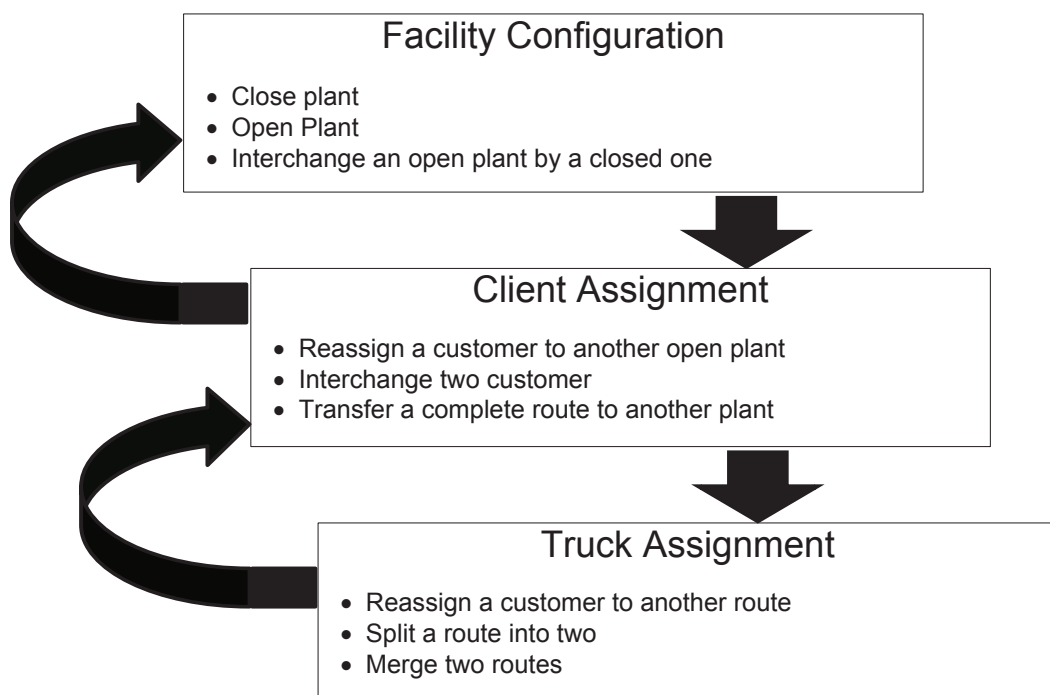 Facility Configuration
• Close plant
• Open Plant
• Interchange an open plant by a closed one
Client Assignment
• Reassign a customer to another open plant
• Interchange two customer
• Transfer a complete route to another plant
Truck Assignment
• Reassign a customer to another route
• Split a route into two
• Merge two routes